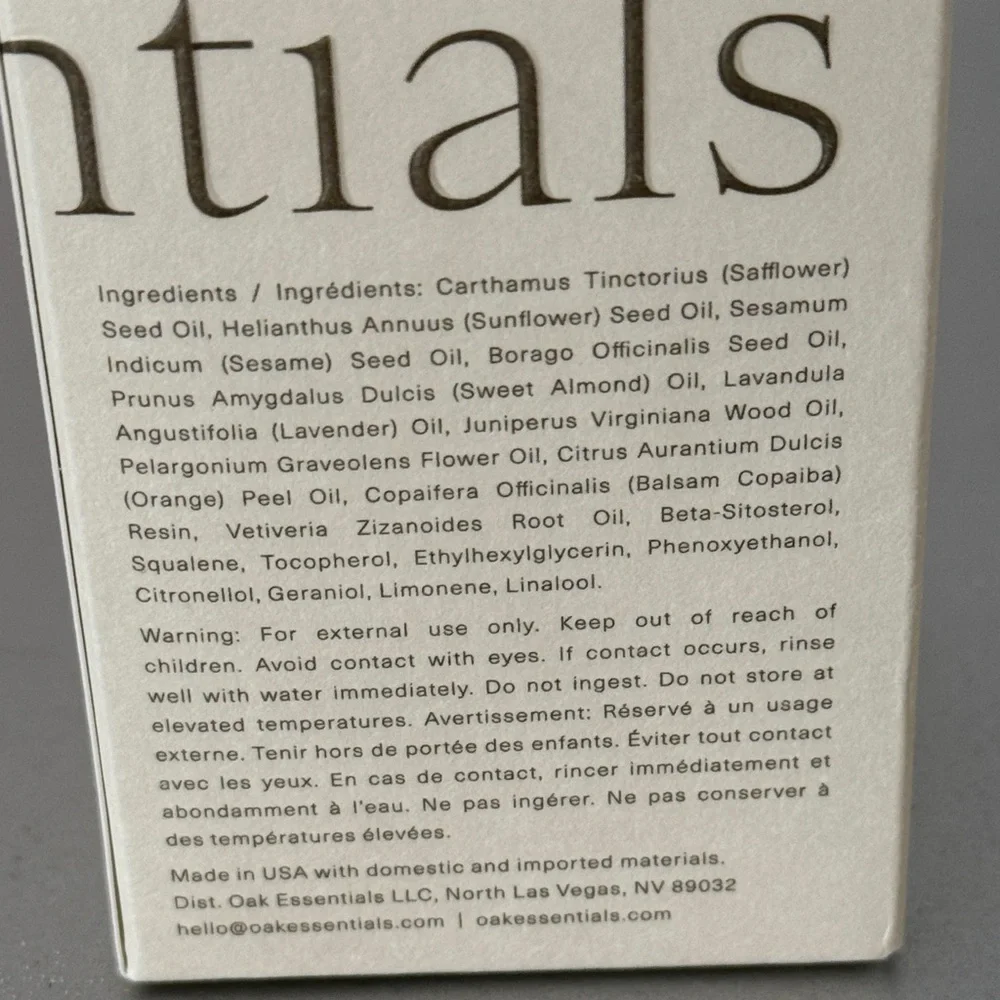 ntials
Ingredients / Ingrédients: Carthamus Tinctorius (Safflower)
Seed Oil, Helianthus Annuus (Sunflower) Seed Oil, Sesamum
Indicum (Sesame) Seed Oil, Borago Officinalis Seed Oil,
Prunus Amygdalus Dulcis (Sweet Almond) Oil, Lavandula
Angustifolia (Lavender) Oil, Juniperus Virginiana Wood Oil,
Pelargonium Graveolens Flower Oil, Citrus Aurantium Dulcis
(Orange) Peel Oil, Copaifera Officinalis (Balsam Copaiba)
Resin, Vetiveria Zizanoides Root Oil, Beta-Sitosterol,
Squalene, Tocopherol, Ethylhexylglycerin, Phenoxyethanol,
Citronellol, Geraniol, Limonene, Linalool.
Warning: For external use only. Keep out of reach of
children. Avoid contact with eyes. If contact occurs, rinse
well with water immediately. Do not ingest. Do not store at
elevated temperatures. Avertissement: Réservé à un usage
externe. Tenir hors de portée des enfants. Éviter tout contact
avec les yeux. En cas de contact, rincer immédiatement et
abondamment à l'eau. Ne pas ingérer. Ne pas conserver à
des températures élevées.
Made in USA with domestic and imported materials.
Dist. Oak Essentials LLC, North Las Vegas, NV 89032
hello@oakessentials.com | oakessentials.com